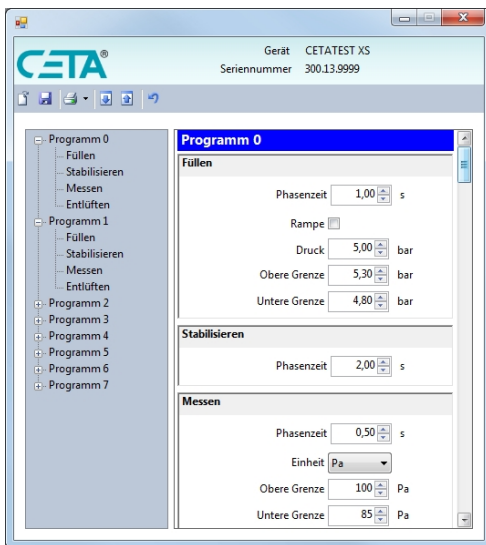 CETA®
Gerät CETATEST XS
Seriennummer 300.13.9999
Programm 0
Füllen
Stabilisieren
Messen
Entlüften
Programm 1
Füllen
Stabilisieren
Messen
Entlüften
Programm 2
Programm 3
Programm 4
Programm 5
Programm 6
Programm 7
Programm 0
Füllen
Phasenzeit 1,00 s
Rampe
Druck 5,00 bar
Obere Grenze 5,30 bar
Untere Grenze 4,80 bar
Stabilisieren
Phasenzeit 2,00 s
Messen
Phasenzeit 0,50 s
Einheit Pa
Obere Grenze 100 Pa
Untere Grenze 85 Pa